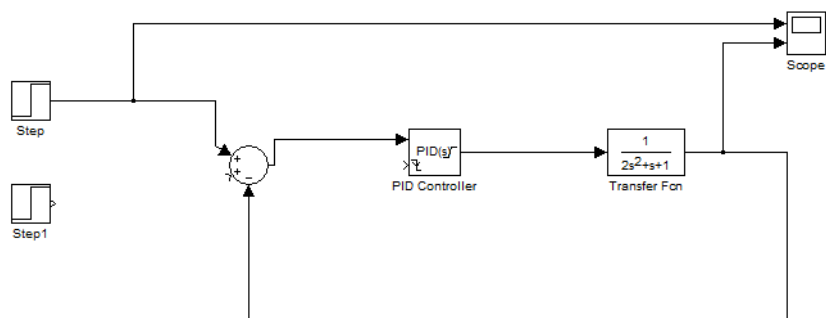 Scope
Step
+
+
−
PID(s)
PID Controller
1
2s²+s+1
Transfer Fcn
Step1